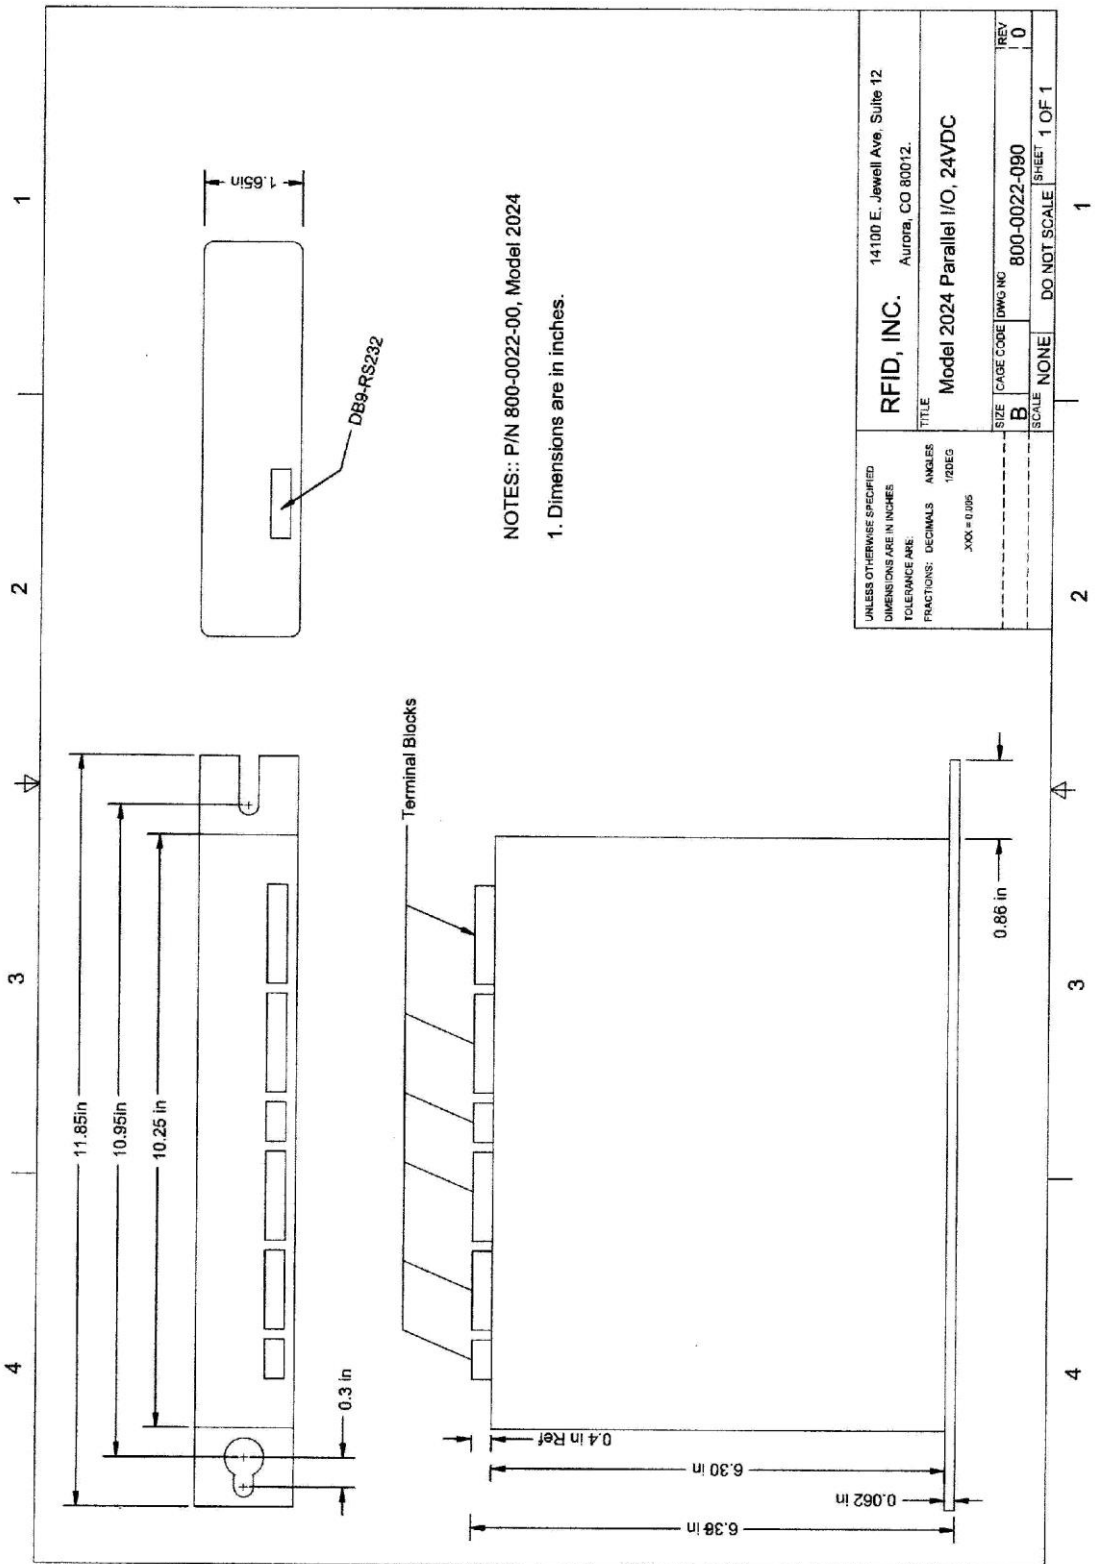 4
3
2
1
11.85in
10.95in
10.25 in
0.3 in
1.65in
DB9-RS232
Terminal Blocks
0.4 in Ref
6.30 in
0.062 in
6.38 in
0.86 in
NOTES:: P/N 800-0022-00, Model 2024
1. Dimensions are in inches.
UNLESS OTHERWISE SPECIFIED
DIMENSIONS ARE IN INCHES
TOLERANCE ARE:
FRACTIONS: DECIMALS ANGLES
1/2DEG
.XXX = 0.005
RFID, INC. 14100 E. Jewell Ave, Suite 12
Aurora, CO 80012.
TITLE
Model 2024 Parallel I/O, 24VDC
SIZE CAGE CODE DWG NO REV
B 800-0022-090 0
SCALE NONE DO NOT SCALE SHEET 1 OF 1
4
3
2
1